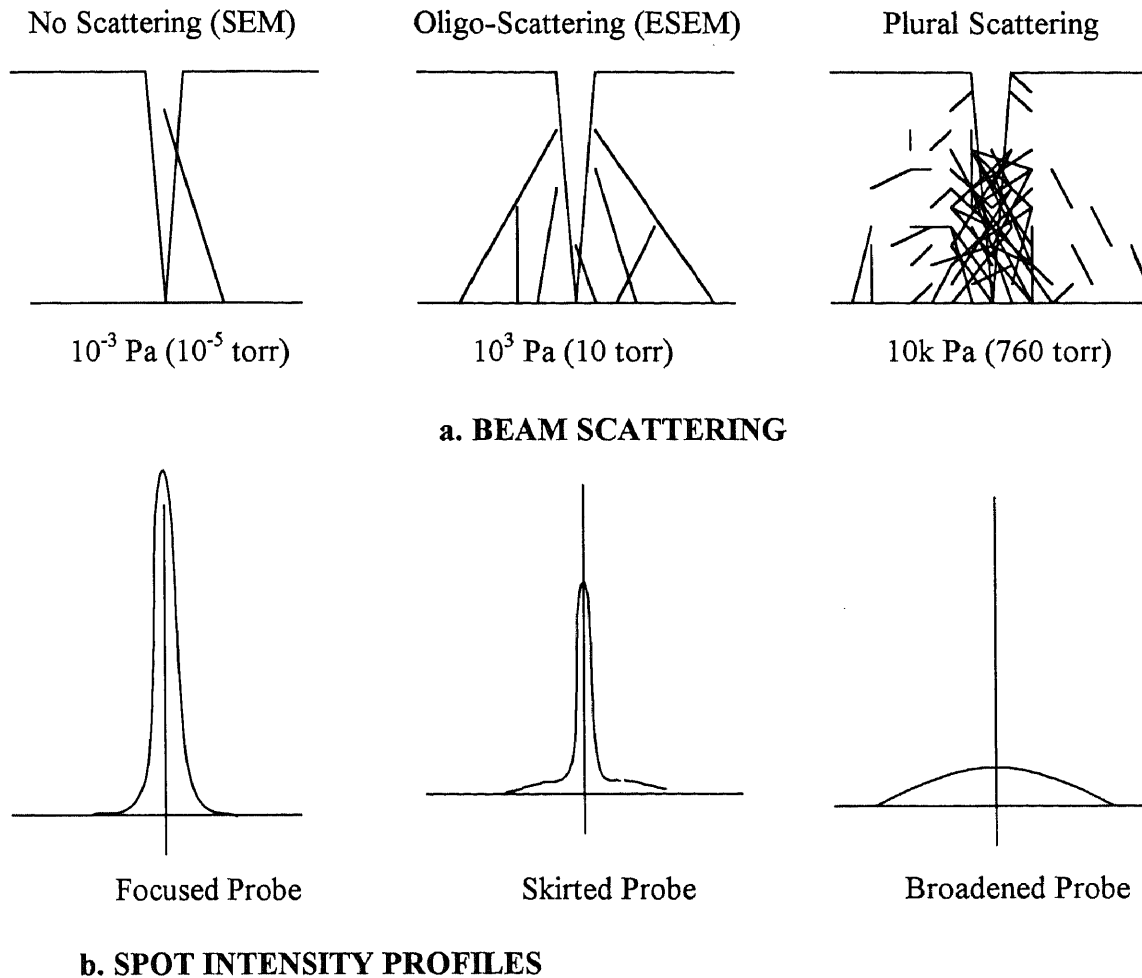 No Scattering (SEM) Oligo-Scattering (ESEM) Plural Scattering
10⁻³ Pa (10⁻⁵ torr) 10³ Pa (10 torr) 10k Pa (760 torr)
a. BEAM SCATTERING
Focused Probe Skirted Probe Broadened Probe
b. SPOT INTENSITY PROFILES